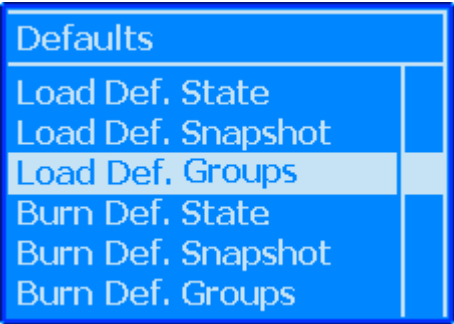 Defaults
Load Def. State
Load Def. Snapshot
Load Def. Groups
Burn Def. State
Burn Def. Snapshot
Burn Def. Groups